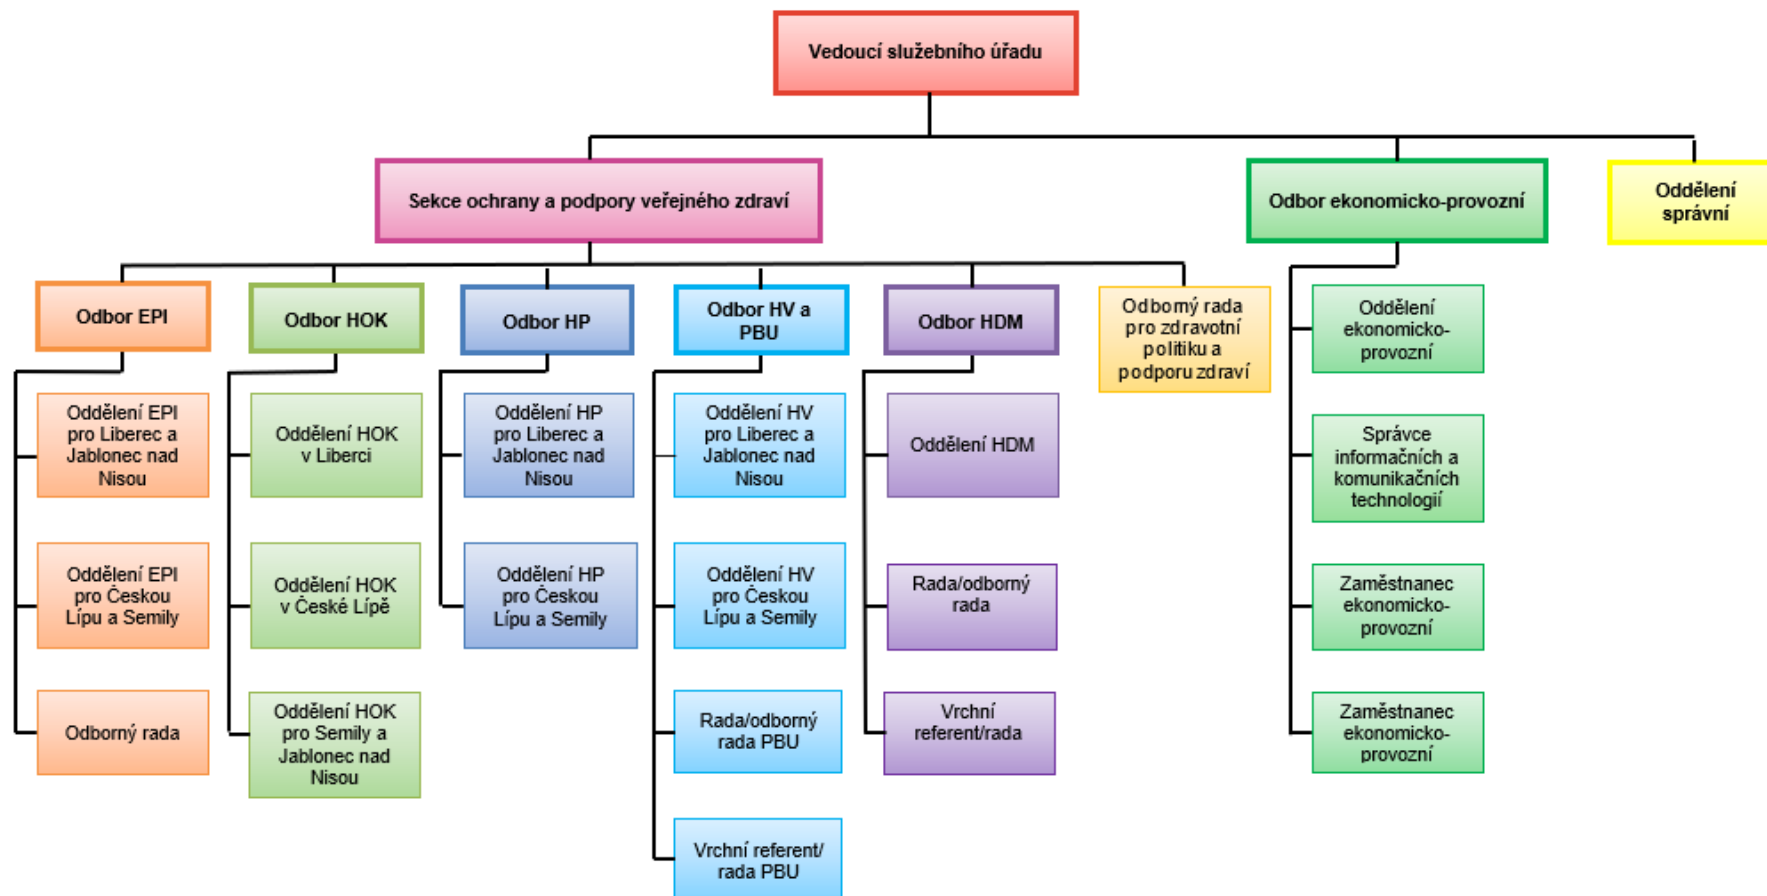 Vedoucí služebního úřadu
Sekce ochrany a podpory veřejného zdraví
Odbor ekonomicko-provozní
Oddělení
správní
Odbor EPI
Odbor HOK
Odbor HP
Odbor HV a
PBU
Odbor HDM
Odborný rada
pro zdravotní
politiku a
podporu zdraví
Oddělení
ekonomicko-
provozní
Oddělení EPI
pro Liberec a
Jablonec nad
Nisou
Oddělení HOK
v Liberci
Oddělení HP
pro Liberec a
Jablonec nad
Nisou
Oddělení HV
pro Liberec a
Jablonec nad
Nisou
Oddělení HDM
Správce
informačních a
komunikačních
technologií
Oddělení EPI
pro Českou
Lípu a Semily
Oddělení HOK
v České Lípě
Oddělení HP
pro Českou
Lípu a Semily
Oddělení HV
pro Českou
Lípu a Semily
Rada/odborný
rada
Zaměstnanec
ekonomicko-
provozní
Odborný rada
Oddělení HOK
pro Semily a
Jablonec nad
Nisou
Rada/odborný
rada PBU
Vrchní
referent/rada
Zaměstnanec
ekonomicko-
provozní
Vrchní referent/
rada PBU